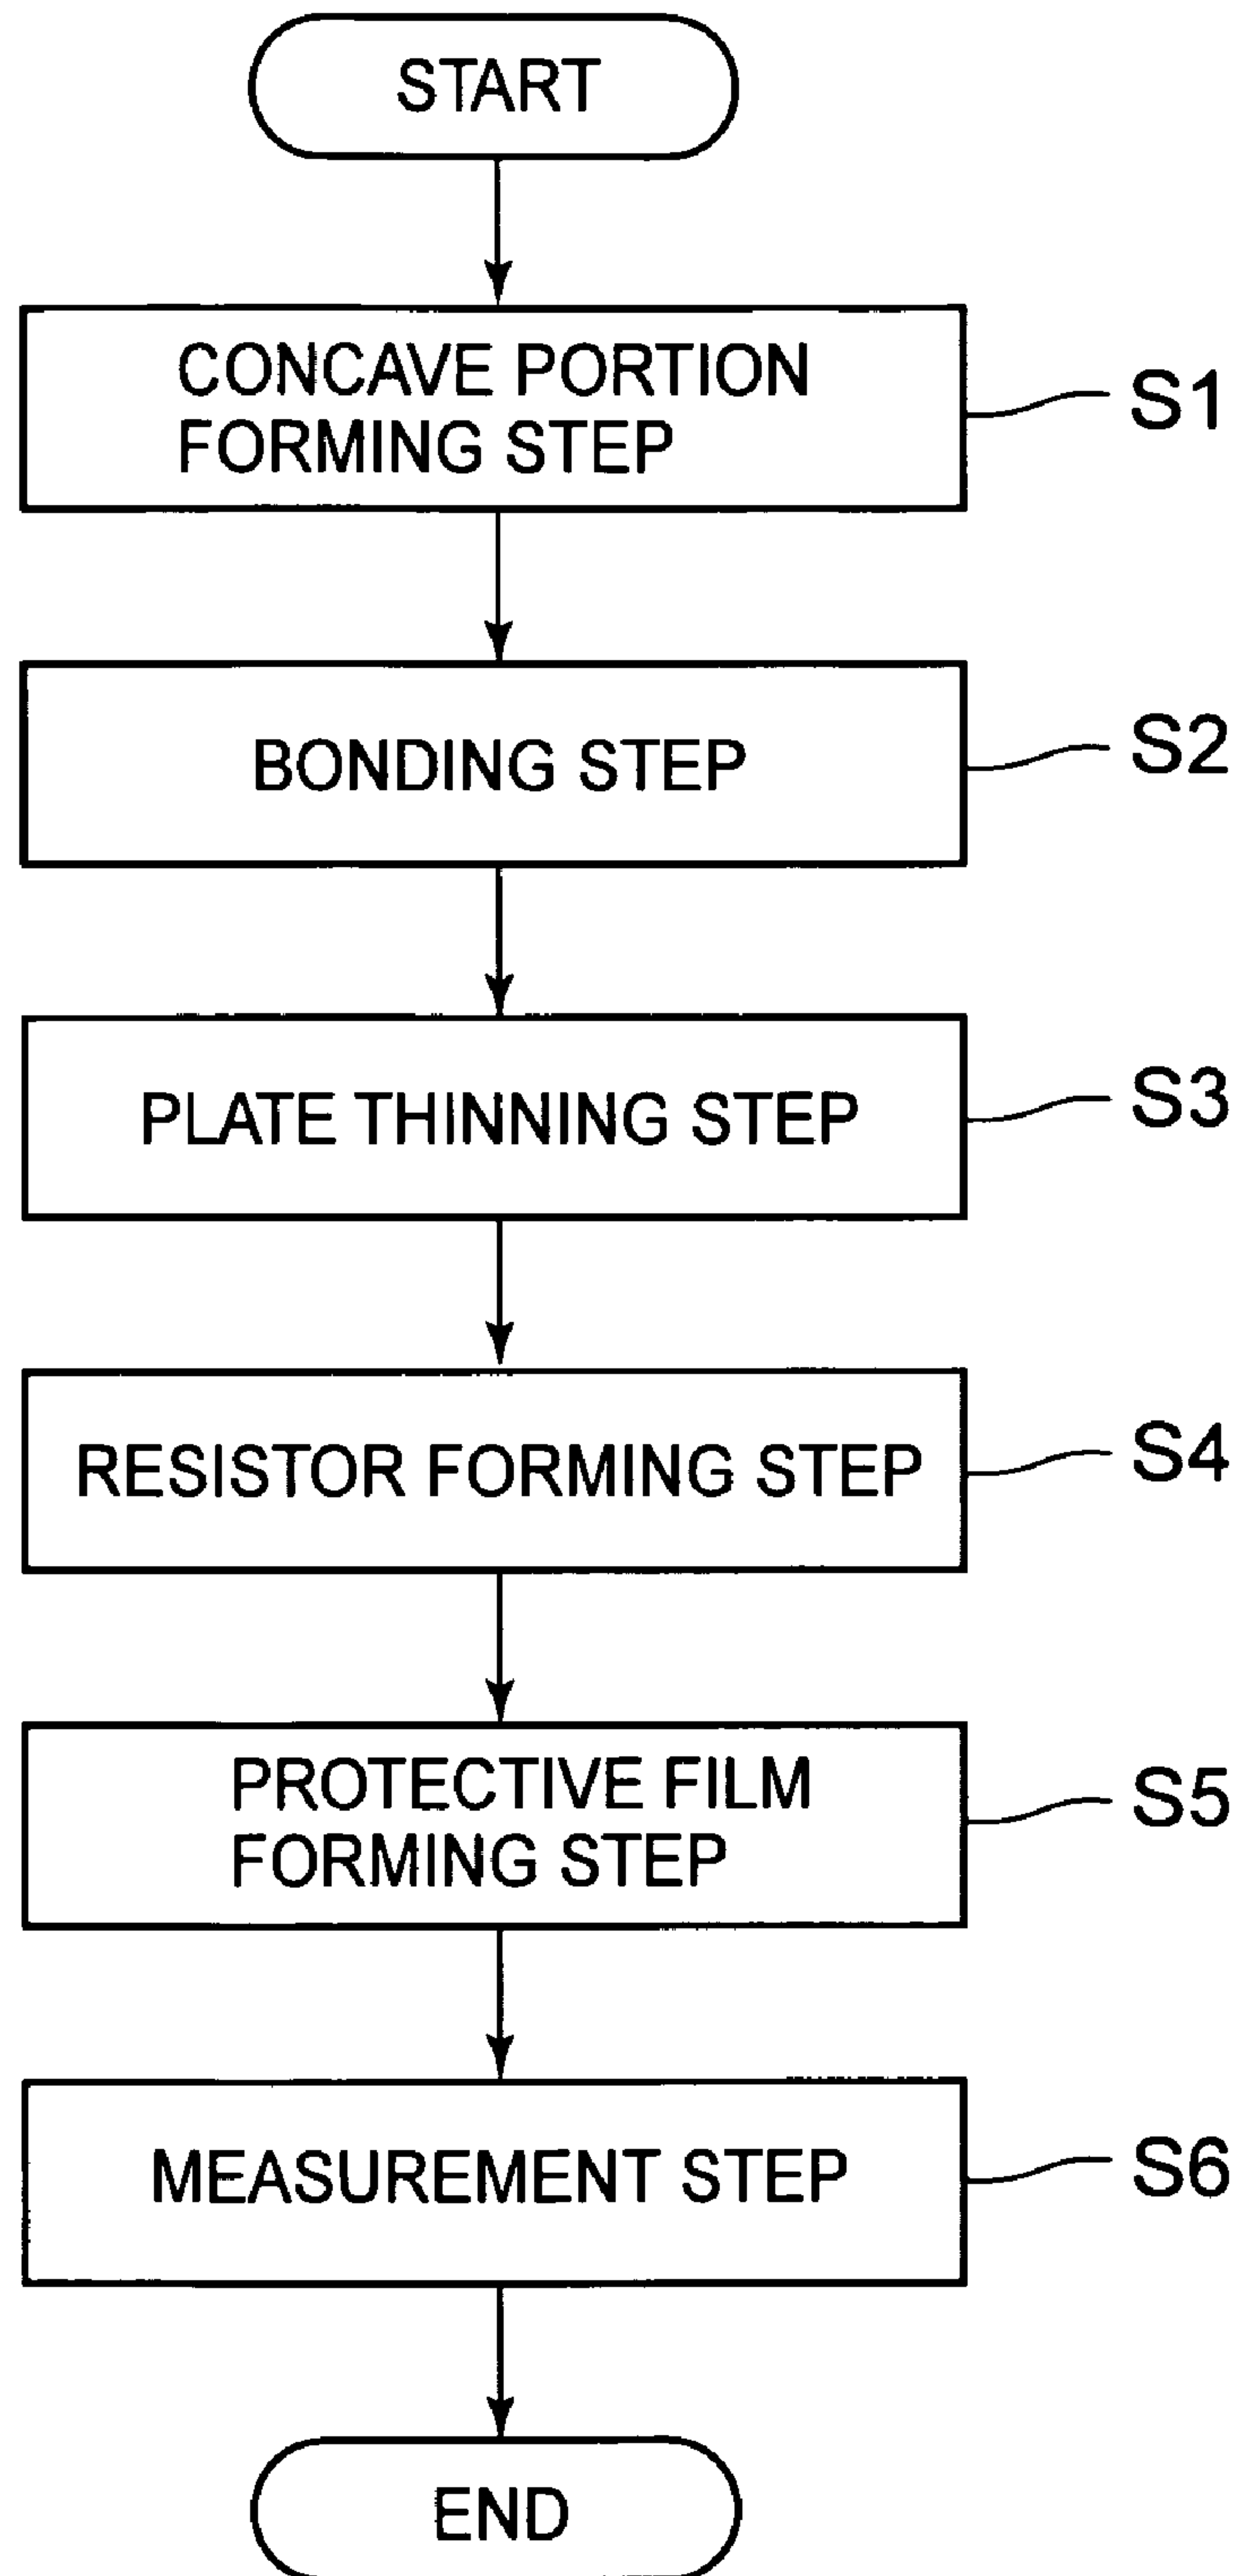 START
CONCAVE PORTION
FORMING STEP
S1
BONDING STEP
S2
PLATE THINNING STEP
S3
RESISTOR FORMING STEP
S4
PROTECTIVE FILM
FORMING STEP
S5
MEASUREMENT STEP
S6
END